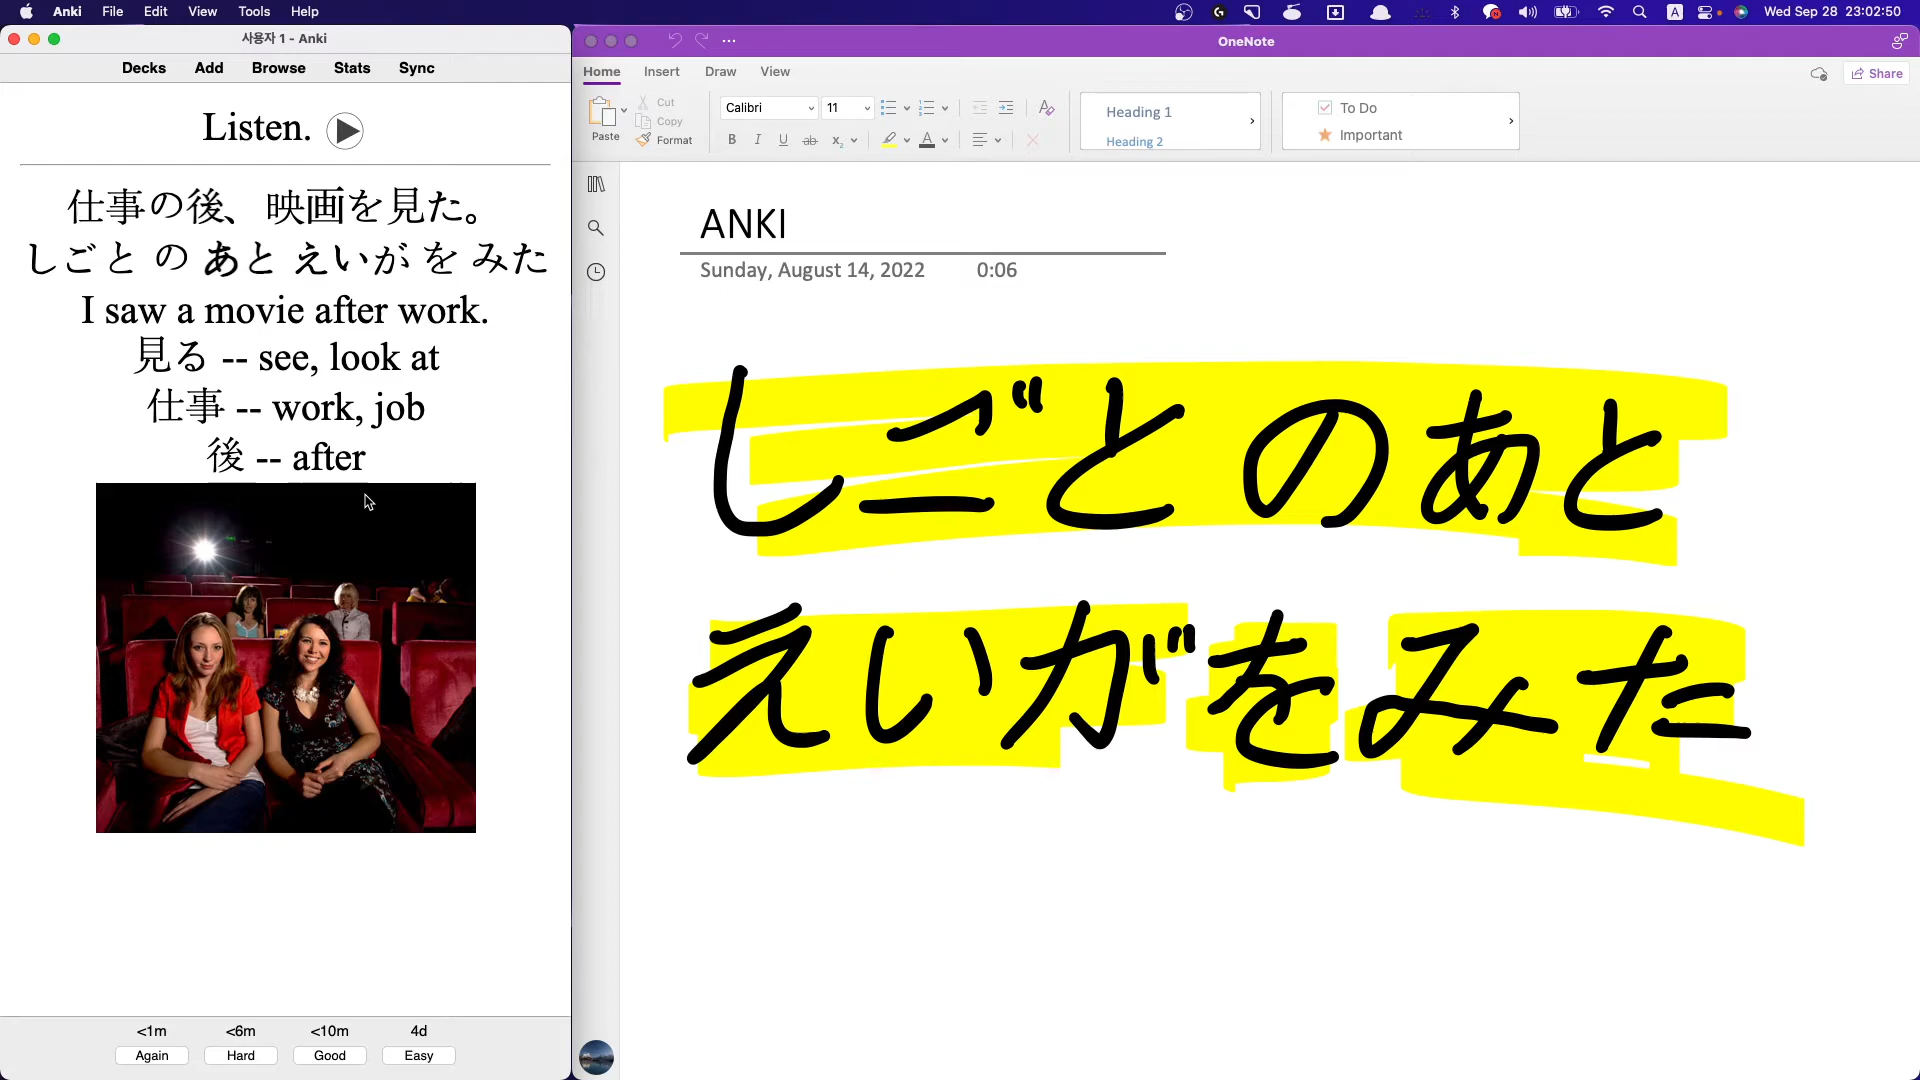 Anki File Edit View Tools Help
A Wed Sep 28 23:02:50
사용자 1 - Anki
Decks Add Browse Stats Sync
Listen.
仕事の後、映画を見た。
しごと の あと えいが を みた
I saw a movie after work.
見る -- see, look at
仕事 -- work, job
後 -- after
<1m <6m <10m 4d
Again Hard Good Easy
OneNote
Home Insert Draw View
Share
Paste
Cut
Copy
Format
Calibri 11
B I U ab x₂ A
Heading 1
Heading 2
To Do
Important
ANKI
Sunday, August 14, 2022 0:06
しごとのあと
えいがをみた